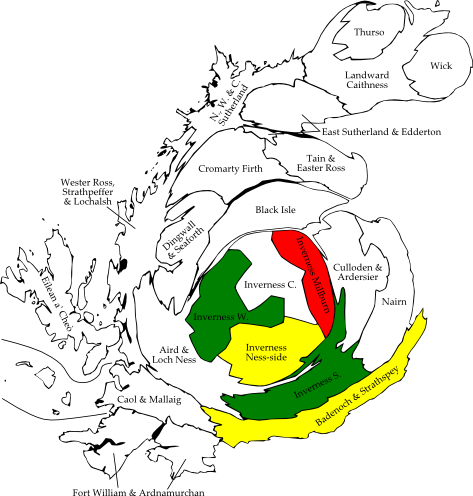 Thurso
Wick
Landward
Caithness
N., W. & C.
Sutherland
East Sutherland & Edderton
Tain &
Easter Ross
Cromarty Firth
Wester Ross,
Strathpeffer
& Lochalsh
Black Isle
Dingwall
& Seaforth
Inverness Millburn
Culloden &
Ardersier
Inverness C.
Eilean a' Cheò
Nairn
Inverness W.
Inverness
Ness-side
Aird &
Loch Ness
Inverness S.
Badenoch & Strathspey
Caol & Mallaig
Fort William & Ardnamurchan